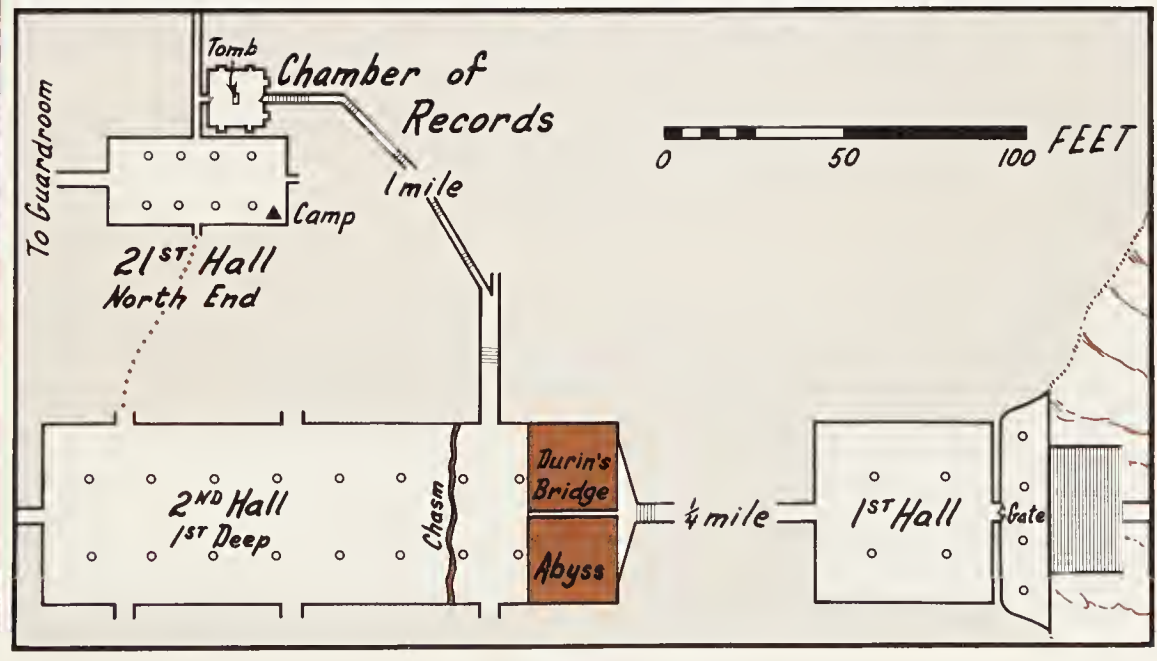 Tomb
Chamber of
Records
To Guardroom
0 50 100 FEET
1 mile
Camp
21ST Hall
North End
Durin's
Bridge
2ND Hall
1ST Deep
Chasm
¼ mile
1ST Hall
Gate
Abyss